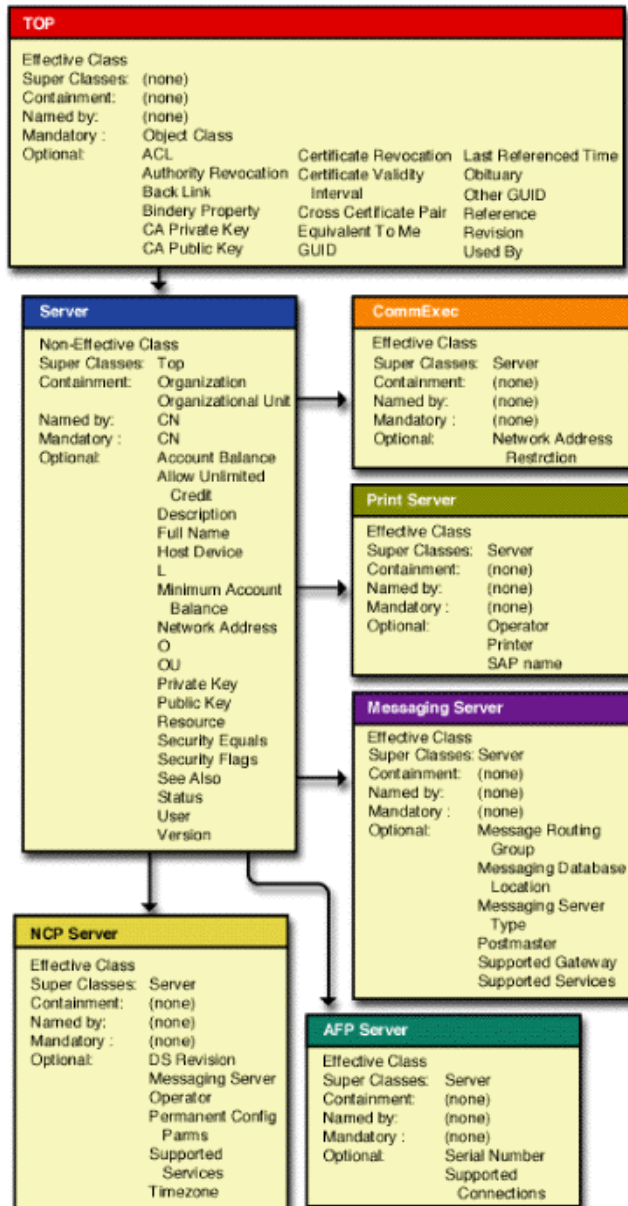 TOP
Effective Class
Super Classes: (none)
Containment: (none)
Named by: (none)
Mandatory : Object Class
Optional: ACL Certificate Revocation Last Referenced Time
Authority Revocation Certificate Validity Obituary
Back Link Interval Other GUID
Bindery Property Cross Certificate Pair Reference
CA Private Key Equivalent To Me Revision
CA Public Key GUID Used By
Server
Non-Effective Class
Super Classes: Top
Containment: Organization
Organizational Unit
Named by: CN
Mandatory : CN
Optional: Account Balance
Allow Unlimited
Credit
Description
Full Name
Host Device
L
Minimum Account
Balance
Network Address
O
OU
Private Key
Public Key
Resource
Security Equals
Security Flags
See Also
Status
User
Version
CommExec
Effective Class
Super Classes: Server
Containment: (none)
Named by: (none)
Mandatory : (none)
Optional: Network Address
Restrction
Print Server
Effective Class
Super Classes: Server
Containment: (none)
Named by: (none)
Mandatory : (none)
Optional: Operator
Printer
SAP name
Messaging Server
Effective Class
Super Classes: Server
Containment: (none)
Named by: (none)
Mandatory : (none)
Optional: Message Routing
Group
Messaging Database
Location
Messaging Server
Type
Postmaster
Supported Gateway
Supported Services
NCP Server
Effective Class
Super Classes: Server
Containment: (none)
Named by: (none)
Mandatory : (none)
Optional: DS Revision
Messaging Server
Operator
Permanent Config
Parms
Supported
Services
Timezone
AFP Server
Effective Class
Super Classes: Server
Containment: (none)
Named by: (none)
Mandatory : (none)
Optional: Serial Number
Supported
Connections